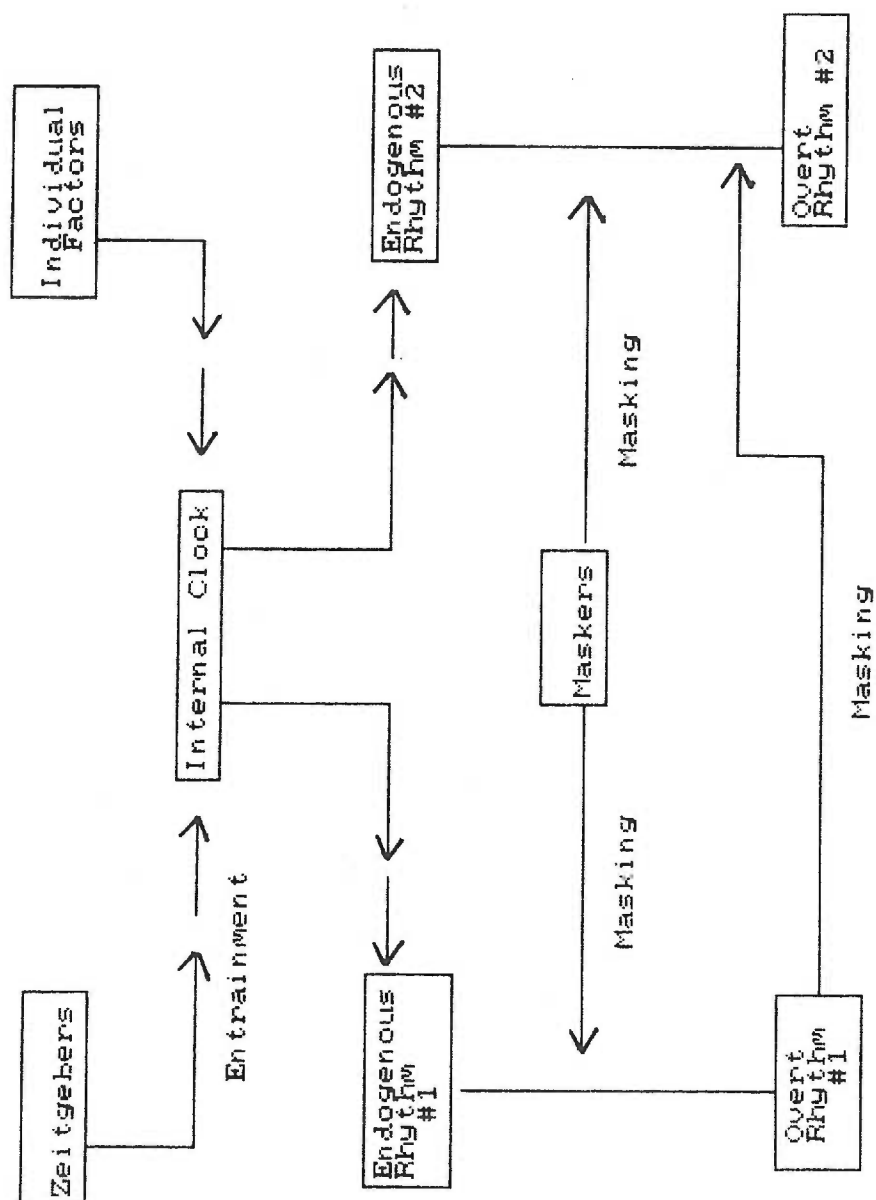 Zeitgebers
Individual
Factors
Entrainment
Internal Clock
Endogenous
Rhythm
#1
Endogenous
Rhythm #2
Masking
Maskers
Masking
Overt
Rhythm
#1
Masking
Overt
Rhythm #2